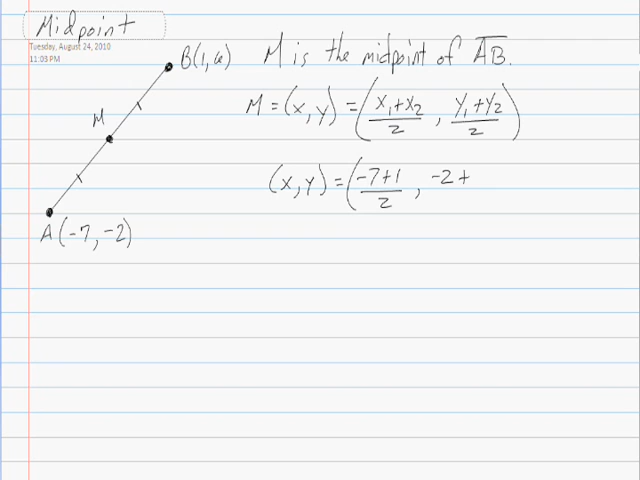 Midpoint
Tuesday, August 24, 2010
11:03 PM
B(1,6) M is the midpoint of AB.
M M = (x, y) = (x₁+x₂/2, y₁+y₂/2)
(x, y) = (-7+1/2, -2+
A(-7, -2)